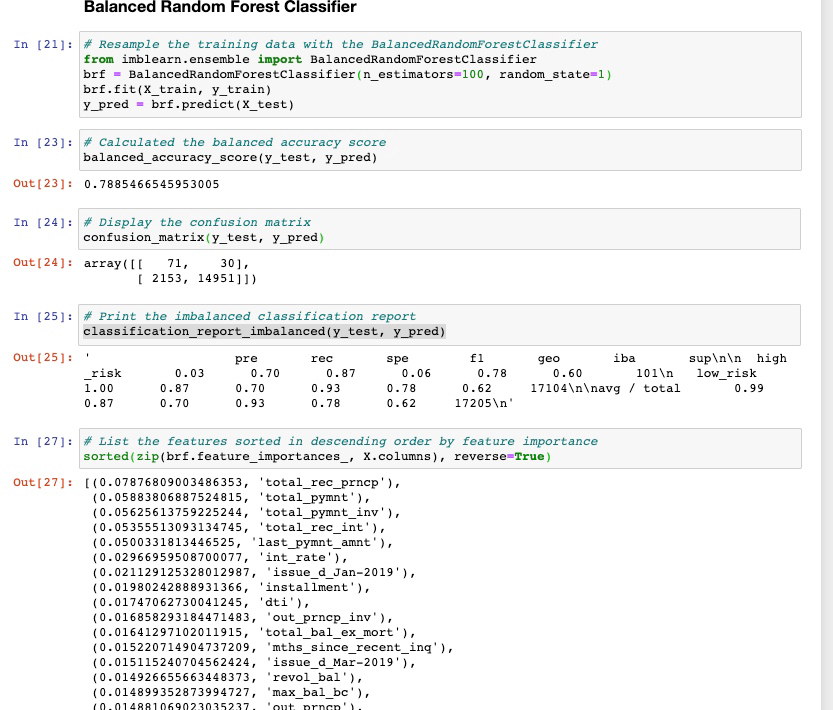 Balanced Random Forest Classifier
In [21]: # Resample the training data with the BalancedRandomForestClassifier
from imblearn.ensemble import BalancedRandomForestClassifier
brf = BalancedRandomForestClassifier(n_estimators=100, random_state=1)
brf.fit(X_train, y_train)
y_pred = brf.predict(X_test)
In [23]: # Calculated the balanced accuracy score
balanced_accuracy_score(y_test, y_pred)
Out[23]: 0.7885466545953005
In [24]: # Display the confusion matrix
confusion_matrix(y_test, y_pred)
Out[24]: array([[   71,    30],
[ 2153, 14951]])
In [25]: # Print the imbalanced classification report
classification_report_imbalanced(y_test, y_pred)
Out[25]: '                   pre       rec       spe        f1       geo       iba       sup\n\n  high
_risk       0.03      0.70      0.87      0.06      0.78      0.60       101\n   low_risk
1.00      0.87      0.70      0.93      0.78      0.62     17104\n\navg / total       0.99
0.87      0.70      0.93      0.78      0.62     17205\n'
In [27]: # List the features sorted in descending order by feature importance
sorted(zip(brf.feature_importances_, X.columns), reverse=True)
Out[27]: [(0.07876809003486353, 'total_rec_prncp'),
(0.05883806887524815, 'total_pymnt'),
(0.05625613759225244, 'total_pymnt_inv'),
(0.05355513093134745, 'total_rec_int'),
(0.0500331813446525, 'last_pymnt_amnt'),
(0.02966959508700077, 'int_rate'),
(0.021129125328012987, 'issue_d_Jan-2019'),
(0.01980242888931366, 'installment'),
(0.01747062730041245, 'dti'),
(0.016858293184471483, 'out_prncp_inv'),
(0.01641297102011915, 'total_bal_ex_mort'),
(0.015220714904737209, 'mths_since_recent_inq'),
(0.015115240704562424, 'issue_d_Mar-2019'),
(0.014926655663448373, 'revol_bal'),
(0.014899352873994727, 'max_bal_bc'),
(0.014881069023035237, 'out_prncp'),